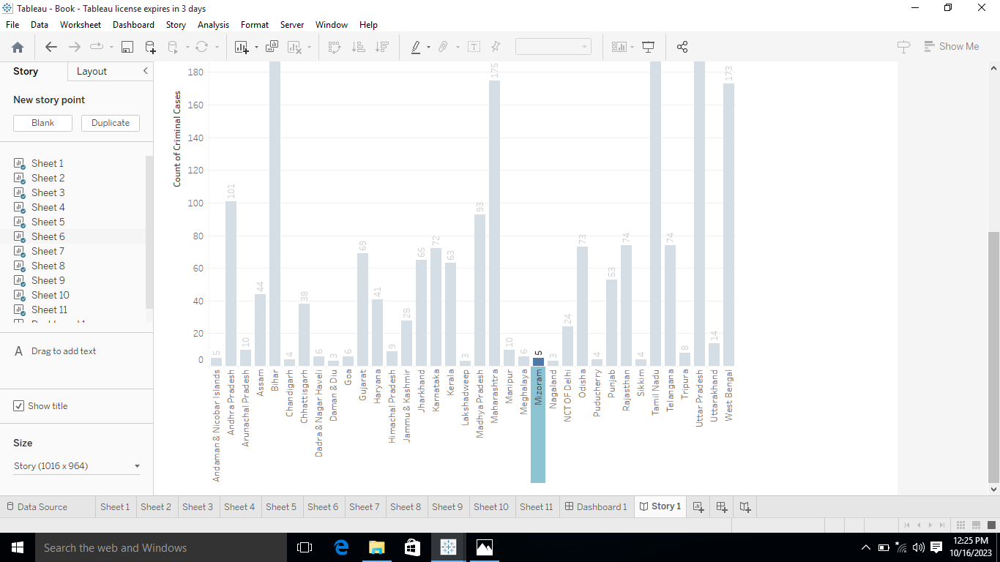 Tableau - Book - Tableau license expires in 3 days
File Data Worksheet Dashboard Story Analysis Format Server Window Help
Show Me
Story Layout
New story point
Blank Duplicate
Sheet 1
Sheet 2
Sheet 3
Sheet 4
Sheet 5
Sheet 6
Sheet 7
Sheet 8
Sheet 9
Sheet 10
Sheet 11
A Drag to add text
Show title
Size
Story (1016 x 964)
Count of Criminal Cases
180
160
140
120
100
80
60
40
20
0
5 101 10 44 4 38 6 3 6 69 41 9 28 65 72 63 3 93 175 10 6 5 3 24 73 4 53 74 4 74 8 14 173
Andaman & Nicobar Islands
Andhra Pradesh
Arunachal Pradesh
Assam
Bihar
Chandigarh
Chhattisgarh
Dadra & Nagar Haveli
Daman & Diu
Goa
Gujarat
Haryana
Himachal Pradesh
Jammu & Kashmir
Jharkhand
Karnataka
Kerala
Lakshadweep
Madhya Pradesh
Maharashtra
Manipur
Meghalaya
Mizoram
Nagaland
NCT OF Delhi
Odisha
Puducherry
Punjab
Rajasthan
Sikkim
Tamil Nadu
Telangana
Tripura
Uttar Pradesh
Uttarakhand
West Bengal
Data Source Sheet 1 Sheet 2 Sheet 3 Sheet 4 Sheet 5 Sheet 6 Sheet 7 Sheet 8 Sheet 9 Sheet 10 Sheet 11 Dashboard 1 Story 1
Search the web and Windows
12:25 PM
10/16/2023